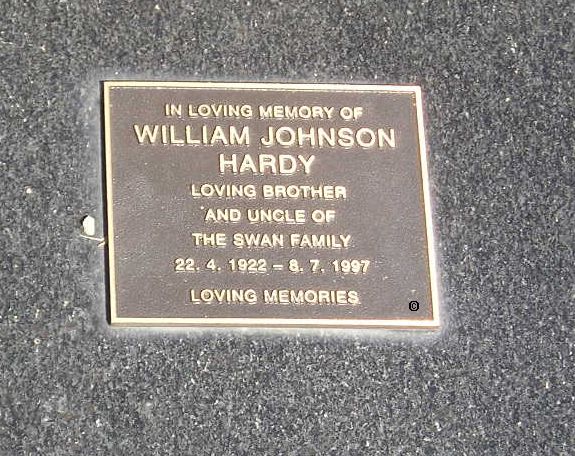 IN LOVING MEMORY OF
WILLIAM JOHNSON
HARDY
LOVING BROTHER
AND UNCLE OF
THE SWAN FAMILY
22. 4. 1922 – 8. 7. 1997
LOVING MEMORIES
©